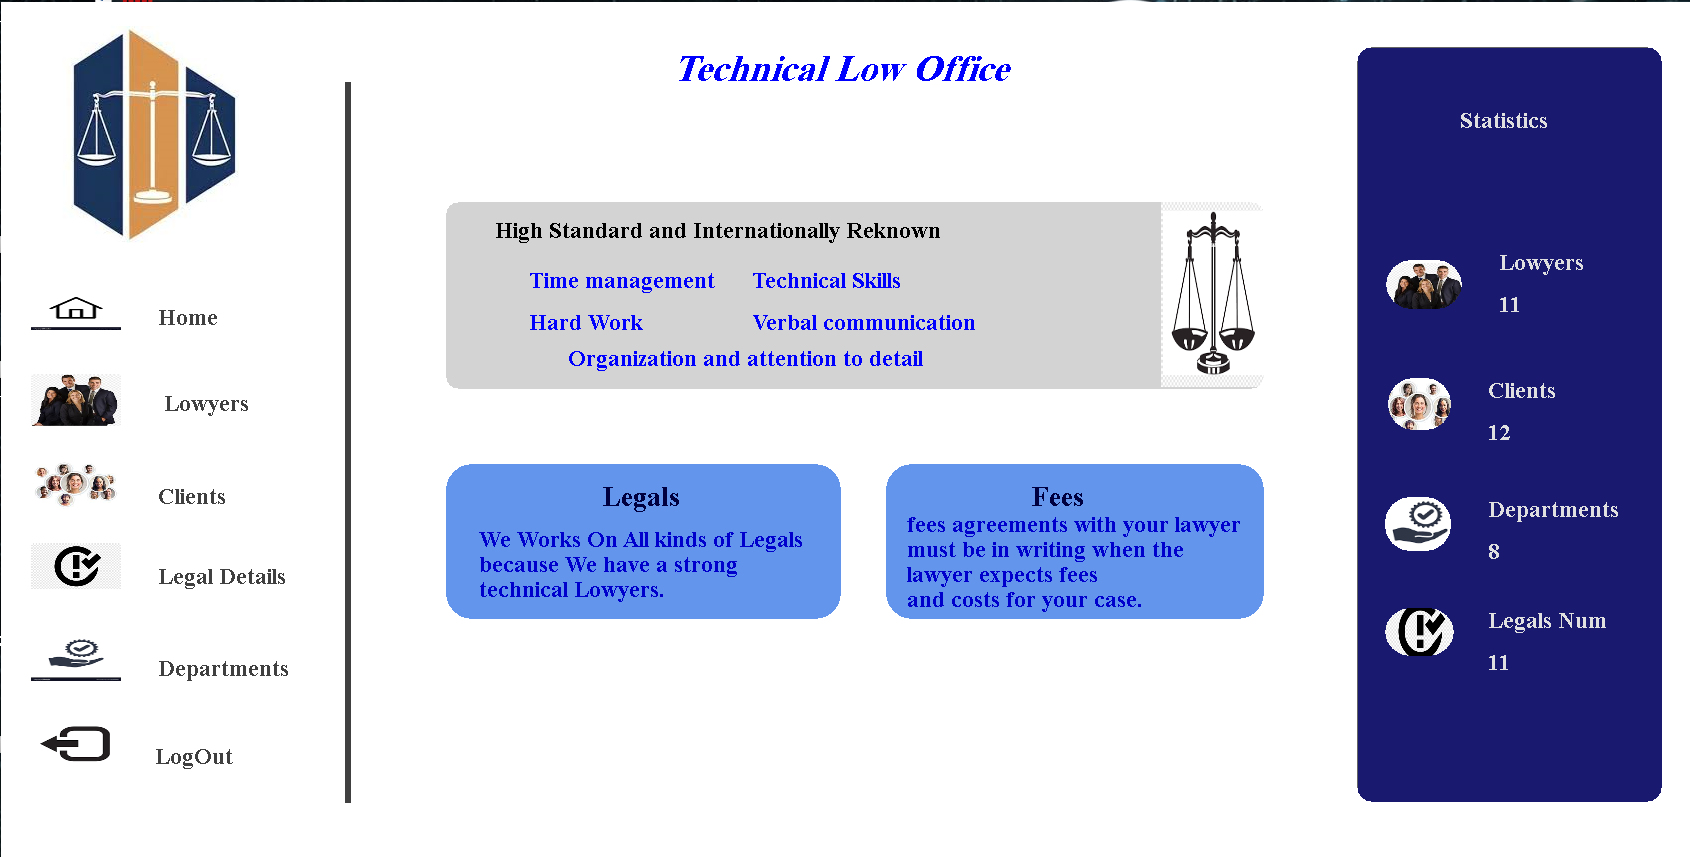 Technical Low Office
Home
Lowyers
Clients
Legal Details
Departments
LogOut
High Standard and Internationally Reknown
Time management Technical Skills
Hard Work Verbal communication
Organization and attention to detail
Legals
We Works On All kinds of Legals
because We have a strong
technical Lowyers.
Fees
fees agreements with your lawyer
must be in writing when the
lawyer expects fees
and costs for your case.
Statistics
Lowyers
11
Clients
12
Departments
8
Legals Num
11